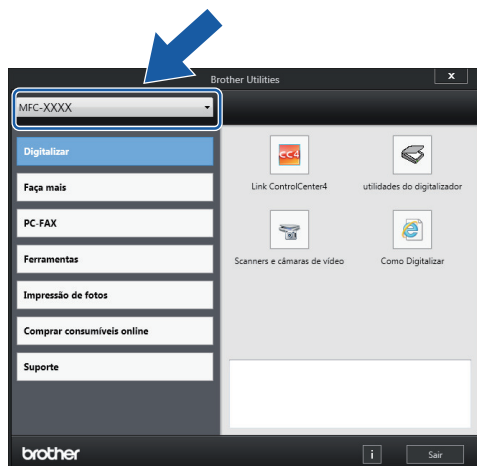 Brother Utilities
x
MFC-XXXX
Digitalizar
Faça mais
PC-FAX
Ferramentas
Impressão de fotos
Comprar consumíveis online
Suporte
CC4
Link ControlCenter4
utilidades do digitalizador
Scanners e câmaras de vídeo
Como Digitalizar
brother
i
Sair